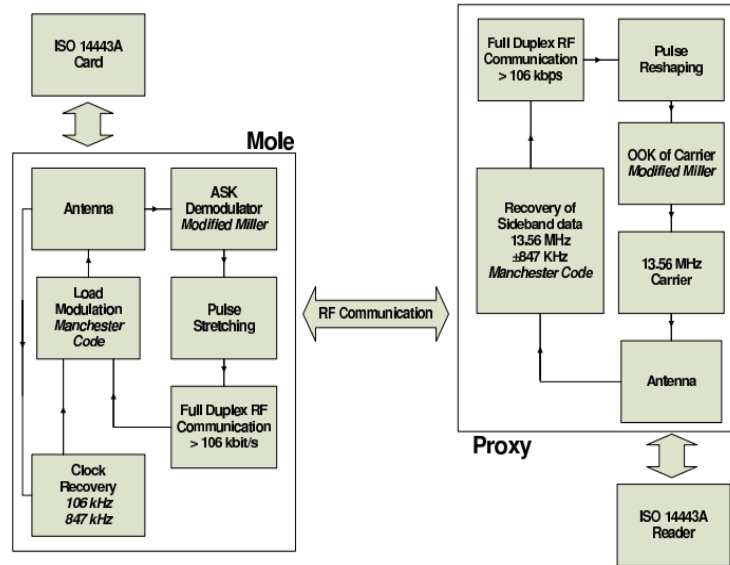 ISO 14443A
Card
Mole
Antenna
ASK
Demodulator
Modified Miller
Load
Modulation
Manchester
Code
Pulse
Stretching
Full Duplex RF
Communication
> 106 kbit/s
Clock
Recovery
106 kHz
847 kHz
RF Communication
Full Duplex RF
Communication
> 106 kbps
Pulse
Reshaping
OOK of Carrier
Modified Miller
Recovery of
Sideband data
13.56 MHz
±847 KHz
Manchester Code
13.56 MHz
Carrier
Antenna
Proxy
ISO 14443A
Reader